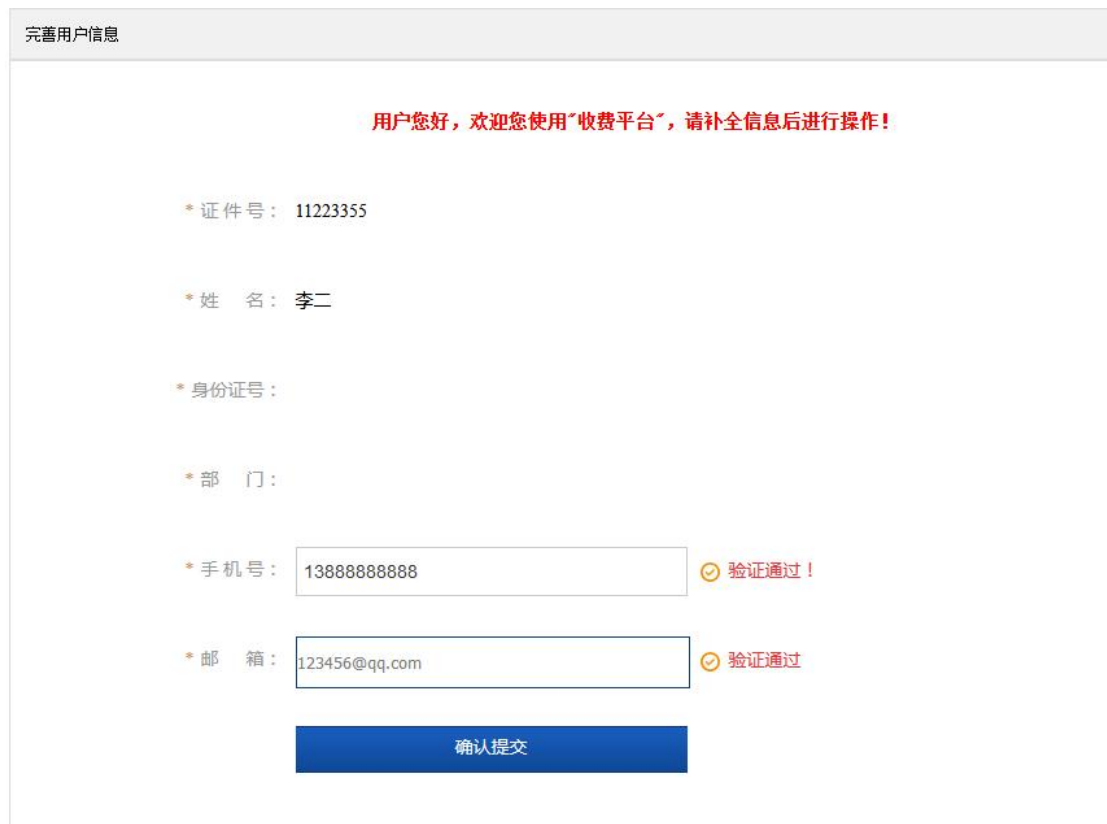 完善用户信息
用户您好，欢迎您使用"收费平台"，请补全信息后进行操作！
* 证件号： 11223355
* 姓 名： 李二
* 身份证号：
* 部 门：
* 手机号： 13888888888 验证通过！
* 邮 箱： 123456@qq.com 验证通过
确认提交